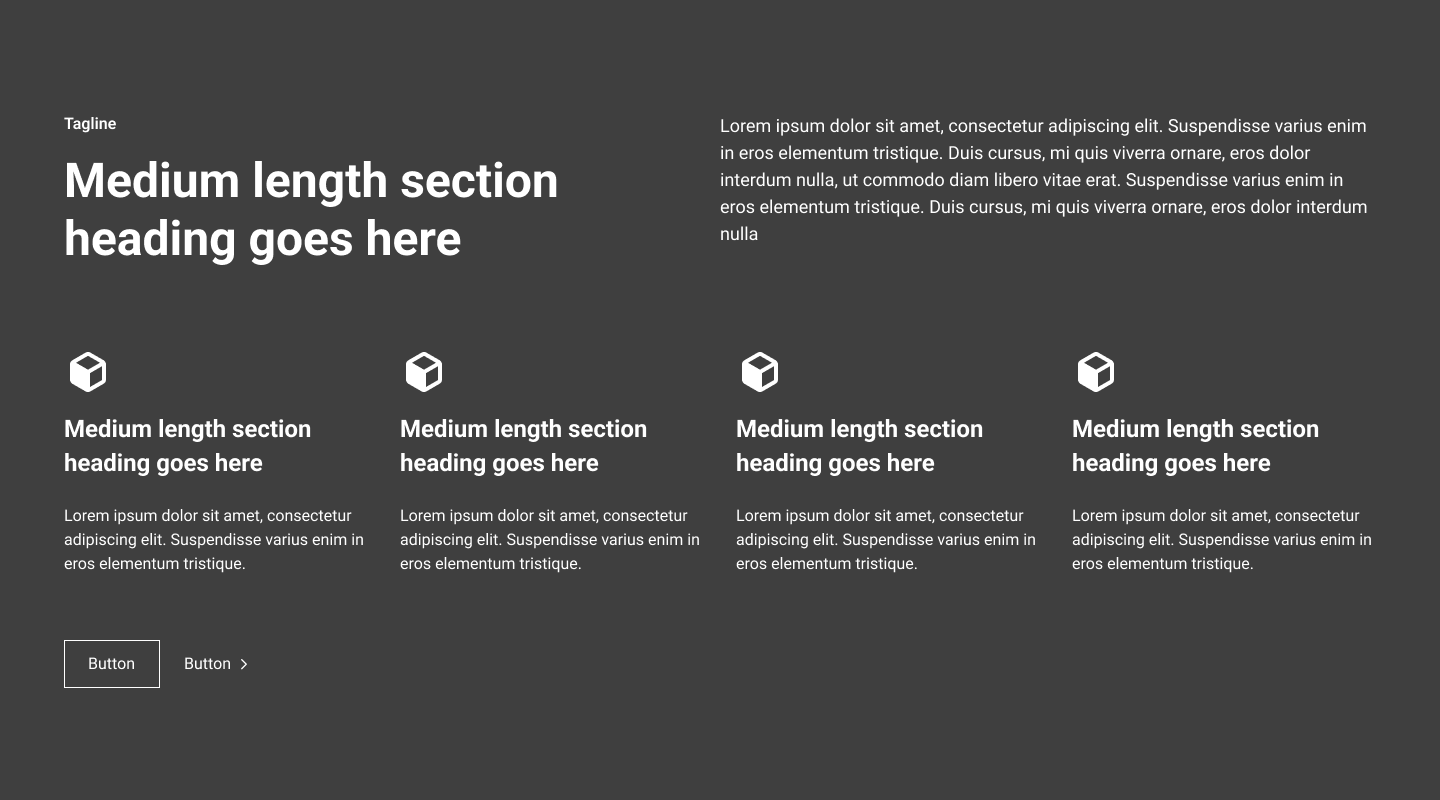 Tagline
Medium length section
heading goes here
Lorem ipsum dolor sit amet, consectetur adipiscing elit. Suspendisse varius enim
in eros elementum tristique. Duis cursus, mi quis viverra ornare, eros dolor
interdum nulla, ut commodo diam libero vitae erat. Suspendisse varius enim in
eros elementum tristique. Duis cursus, mi quis viverra ornare, eros dolor interdum
nulla
Medium length section
heading goes here
Lorem ipsum dolor sit amet, consectetur
adipiscing elit. Suspendisse varius enim in
eros elementum tristique.
Medium length section
heading goes here
Lorem ipsum dolor sit amet, consectetur
adipiscing elit. Suspendisse varius enim in
eros elementum tristique.
Medium length section
heading goes here
Lorem ipsum dolor sit amet, consectetur
adipiscing elit. Suspendisse varius enim in
eros elementum tristique.
Medium length section
heading goes here
Lorem ipsum dolor sit amet, consectetur
adipiscing elit. Suspendisse varius enim in
eros elementum tristique.
Button
Button